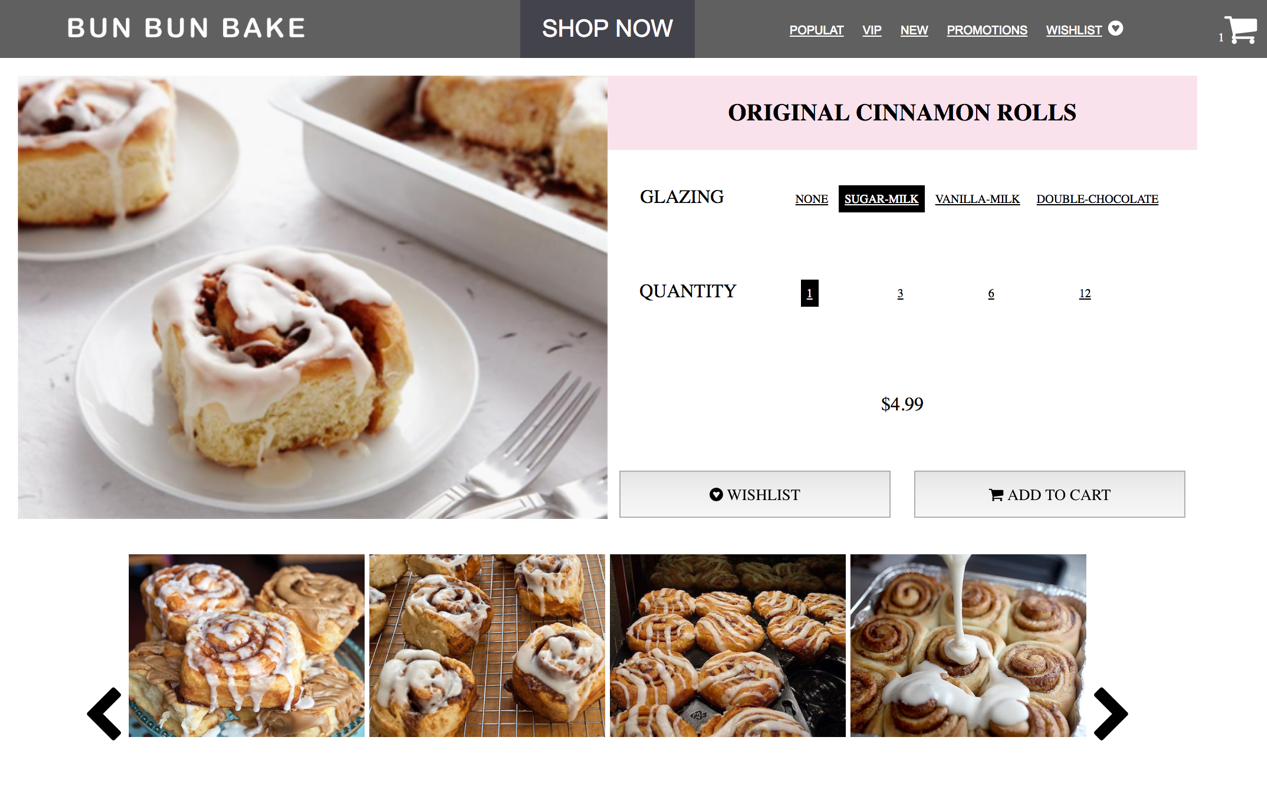 BUN BUN BAKE
SHOP NOW
POPULAT VIP NEW PROMOTIONS WISHLIST
1
ORIGINAL CINNAMON ROLLS
GLAZING NONE SUGAR-MILK VANILLA-MILK DOUBLE-CHOCOLATE
QUANTITY 1 3 6 12
$4.99
WISHLIST ADD TO CART